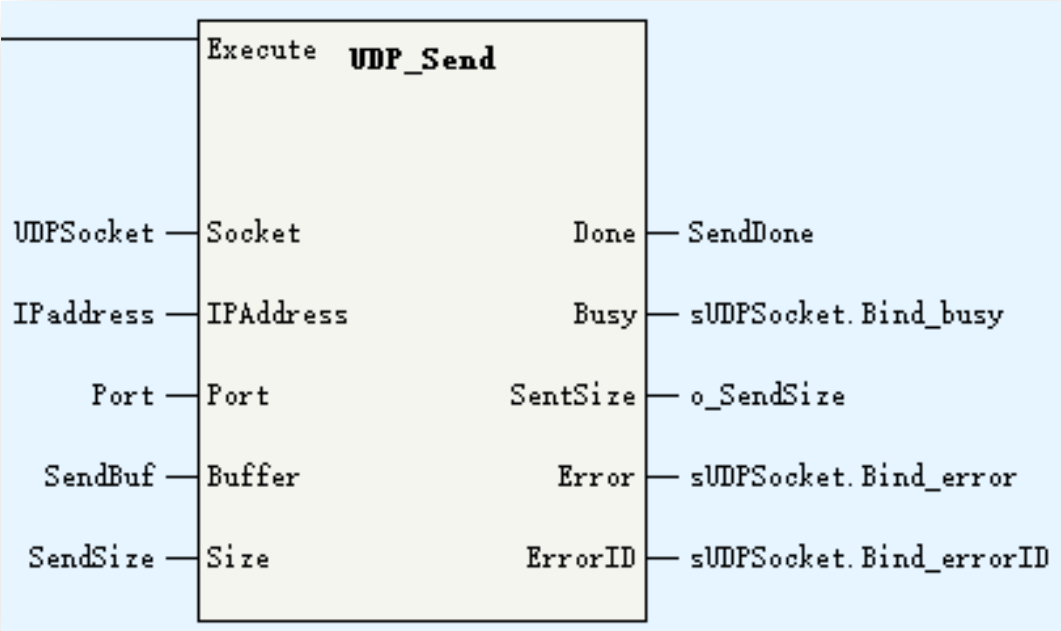 Execute UDP_Send
UDPSocket Socket Done SendDone
IPaddress IPAddress Busy sUDPSocket.Bind_busy
Port Port SentSize o_SendSize
SendBuf Buffer Error sUDPSocket.Bind_error
SendSize Size ErrorID sUDPSocket.Bind_errorID